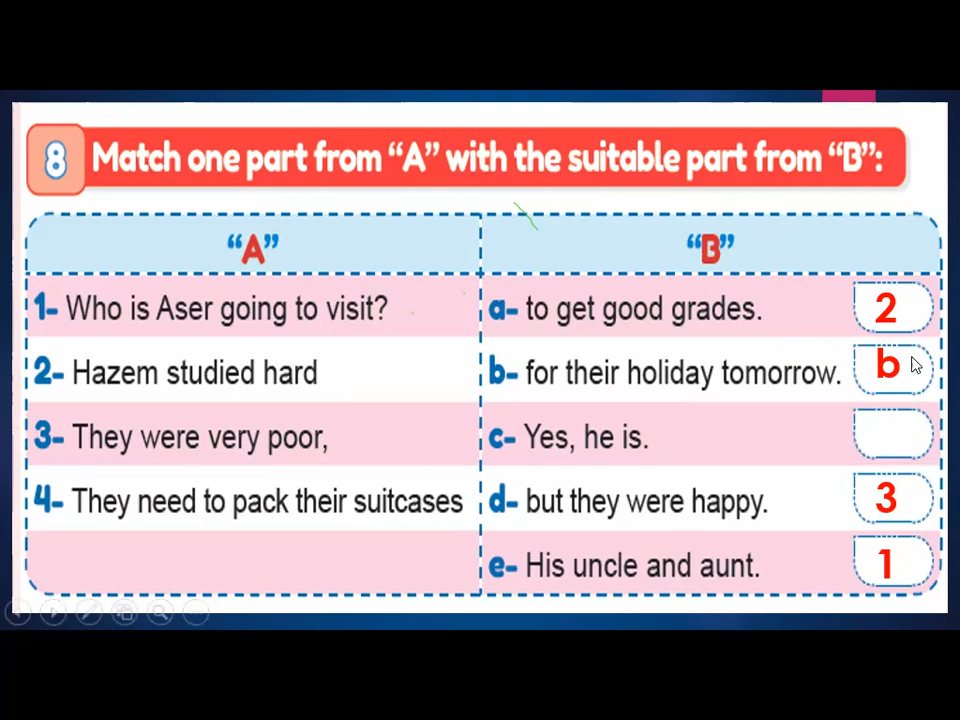 8 Match one part from “A” with the suitable part from “B”:
“A” “B”
1- Who is Aser going to visit? a- to get good grades. 2
2- Hazem studied hard b- for their holiday tomorrow. b
3- They were very poor, c- Yes, he is.
4- They need to pack their suitcases d- but they were happy. 3
e- His uncle and aunt. 1